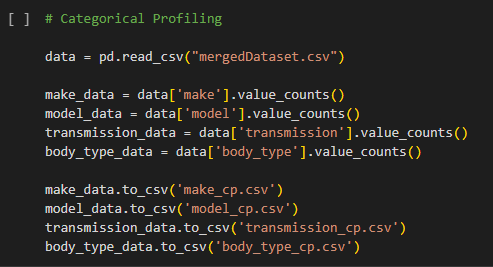 [ ] # Categorical Profiling
data = pd.read_csv("mergedDataset.csv")
make_data = data['make'].value_counts()
model_data = data['model'].value_counts()
transmission_data = data['transmission'].value_counts()
body_type_data = data['body_type'].value_counts()
make_data.to_csv('make_cp.csv')
model_data.to_csv('model_cp.csv')
transmission_data.to_csv('transmission_cp.csv')
body_type_data.to_csv('body_type_cp.csv')